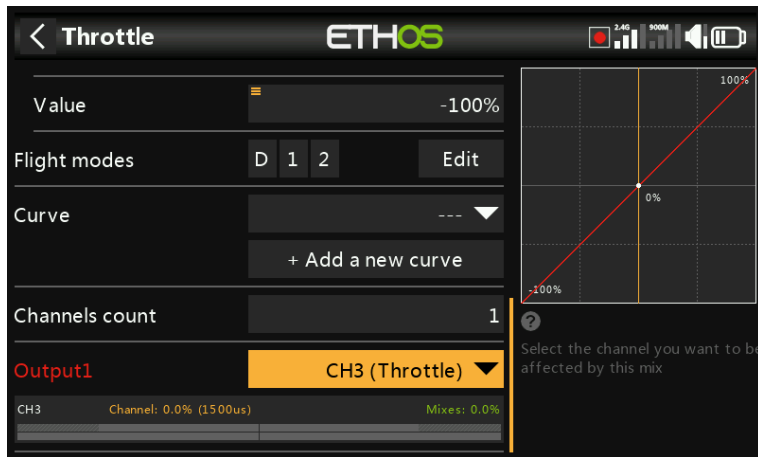 Throttle
ETHOS
2.4G
900M
Value
-100%
Flight modes
D 1 2
Edit
Curve
---
+ Add a new curve
Channels count
1
Output1
CH3 (Throttle)
CH3
Channel: 0.0% (1500us)
Mixes: 0.0%
100%
0%
-100%
?
Select the channel you want to be
affected by this mix